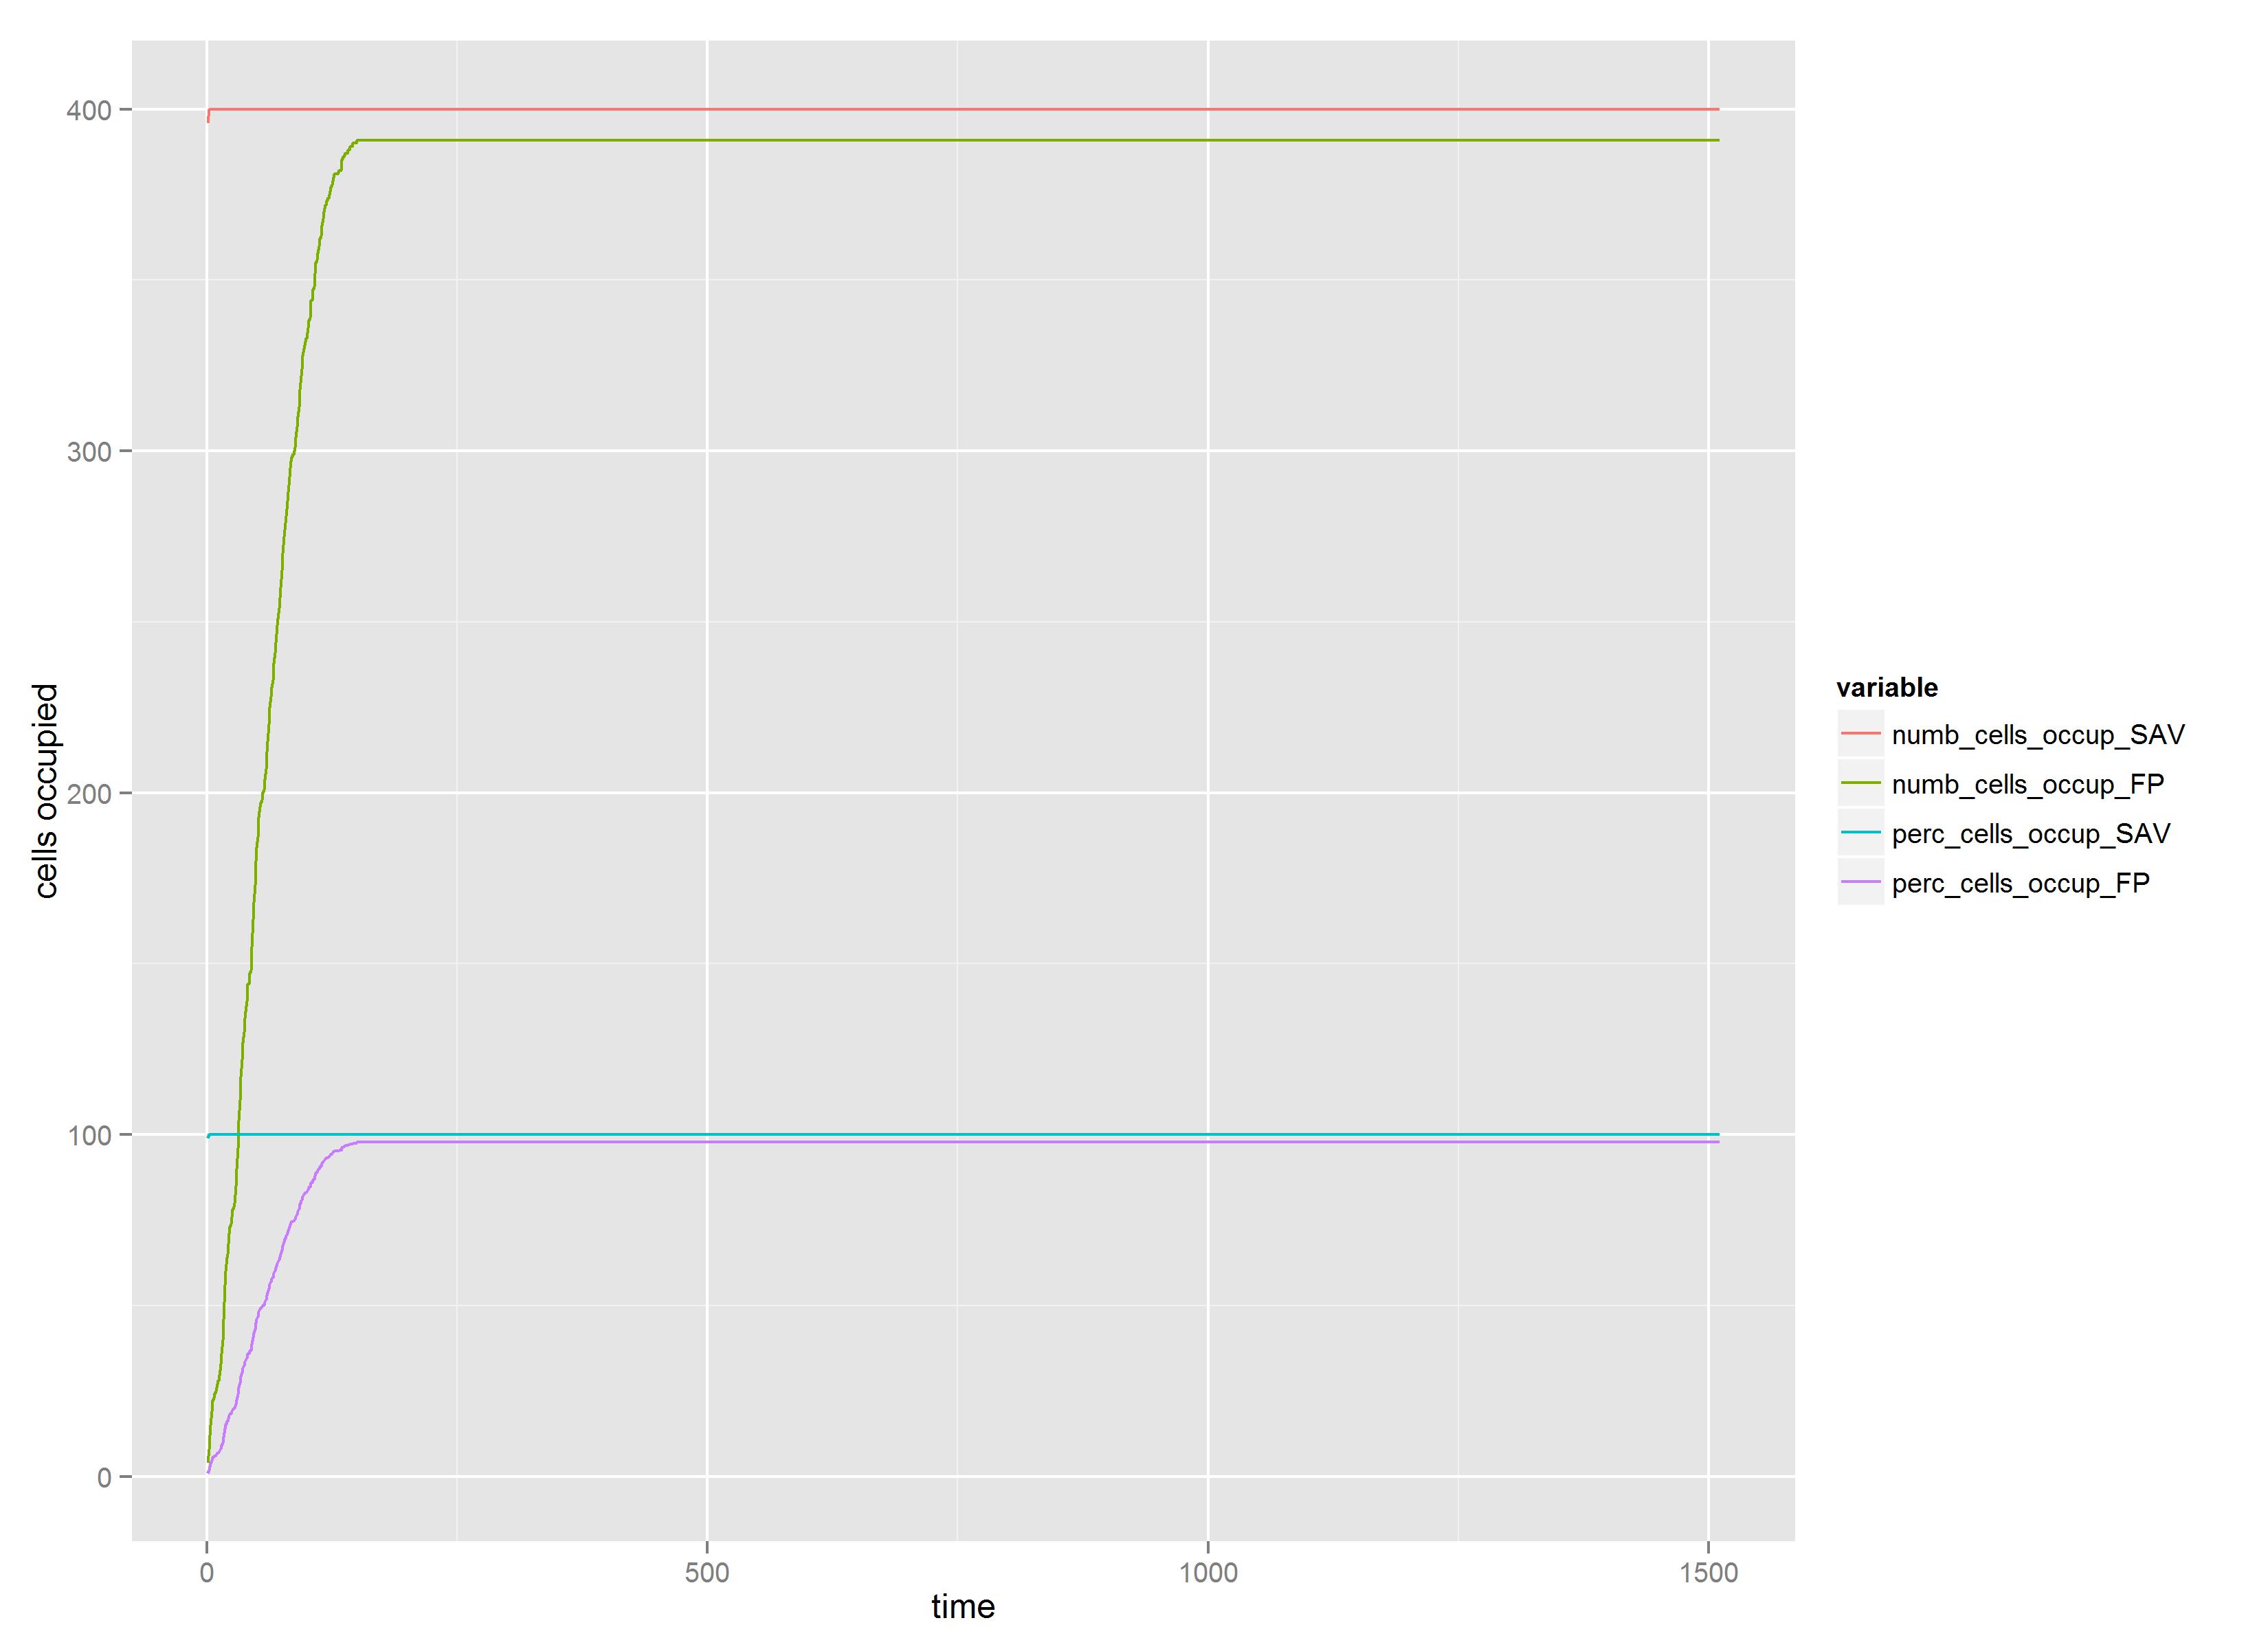 400
300
200
100
0
cells occupied
0 500 1000 1500
time
variable
numb_cells_occup_SAV
numb_cells_occup_FP
perc_cells_occup_SAV
perc_cells_occup_FP